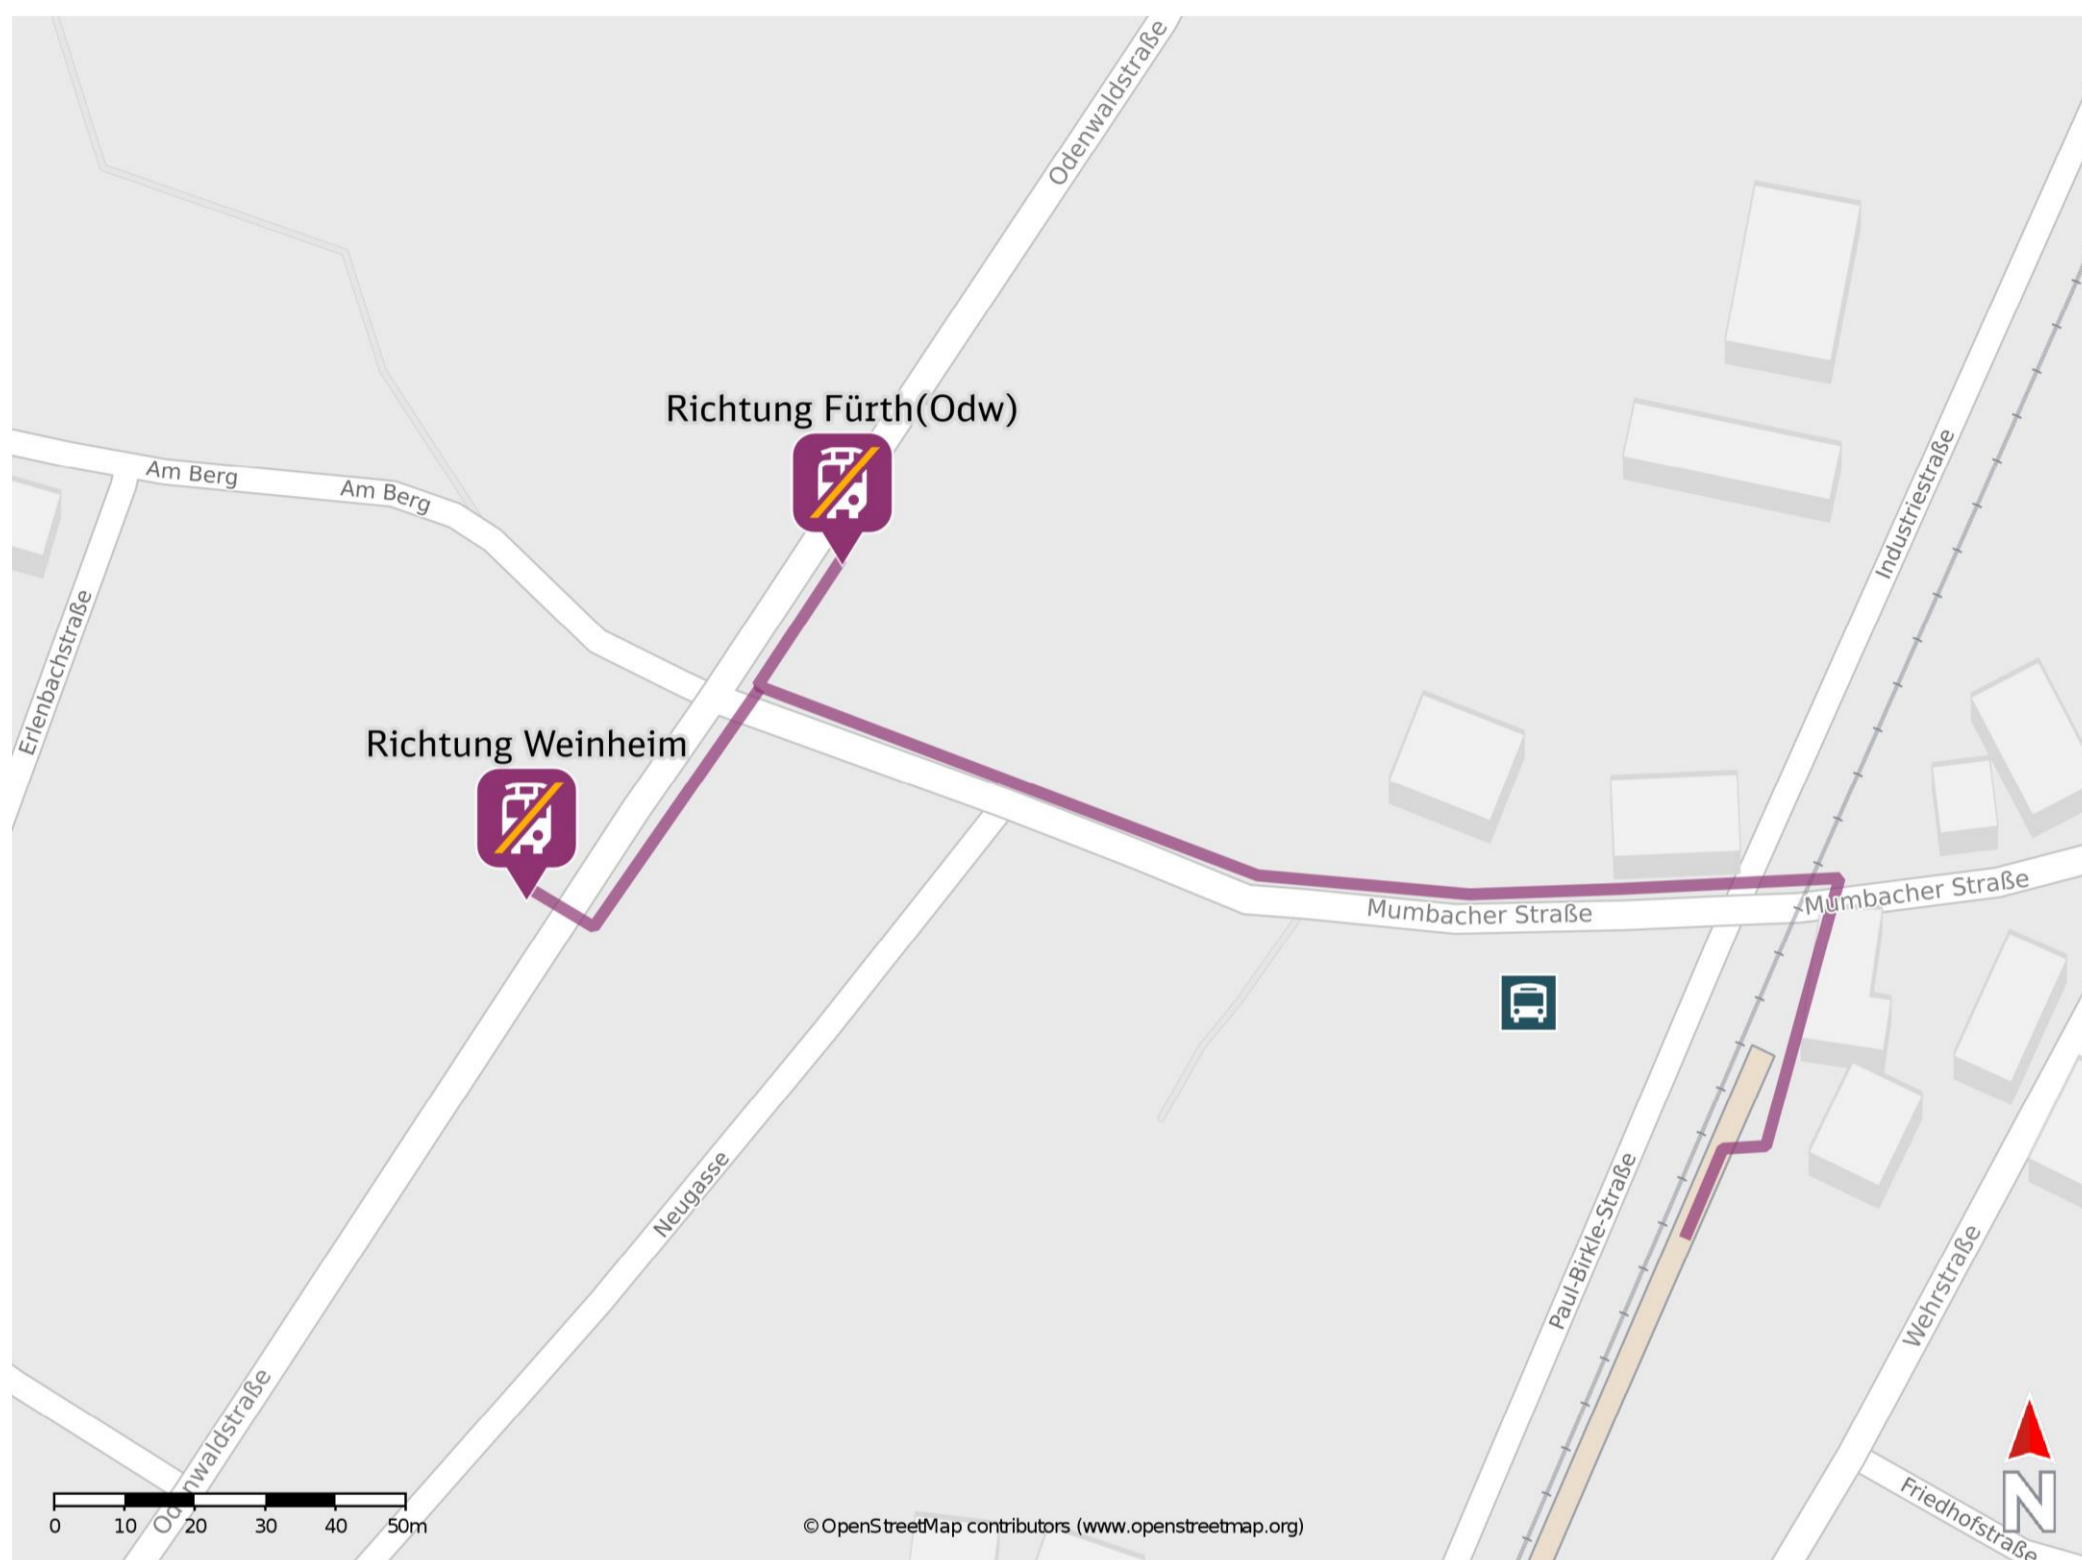 Odenwaldstraße
Richtung Fürth(Odw)
Am Berg
Am Berg
Industriestraße
Erlenbachstraße
Richtung Weinheim
Mumbacher Straße
Mumbacher Straße
Neugasse
Paul-Birkle-Straße
Wehrstraße
Odenwaldstraße
Friedhofstraße
N
0 10 20 30 40 50m
© OpenStreetMap contributors (www.openstreetmap.org)